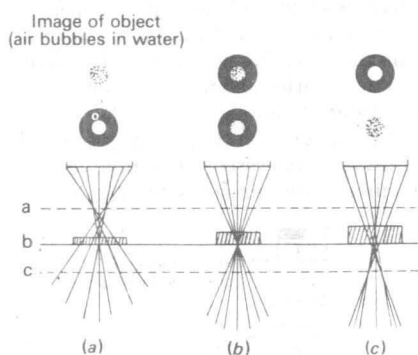 Image of object
(air bubbles in water)
a
b
c
(a) (b) (c)